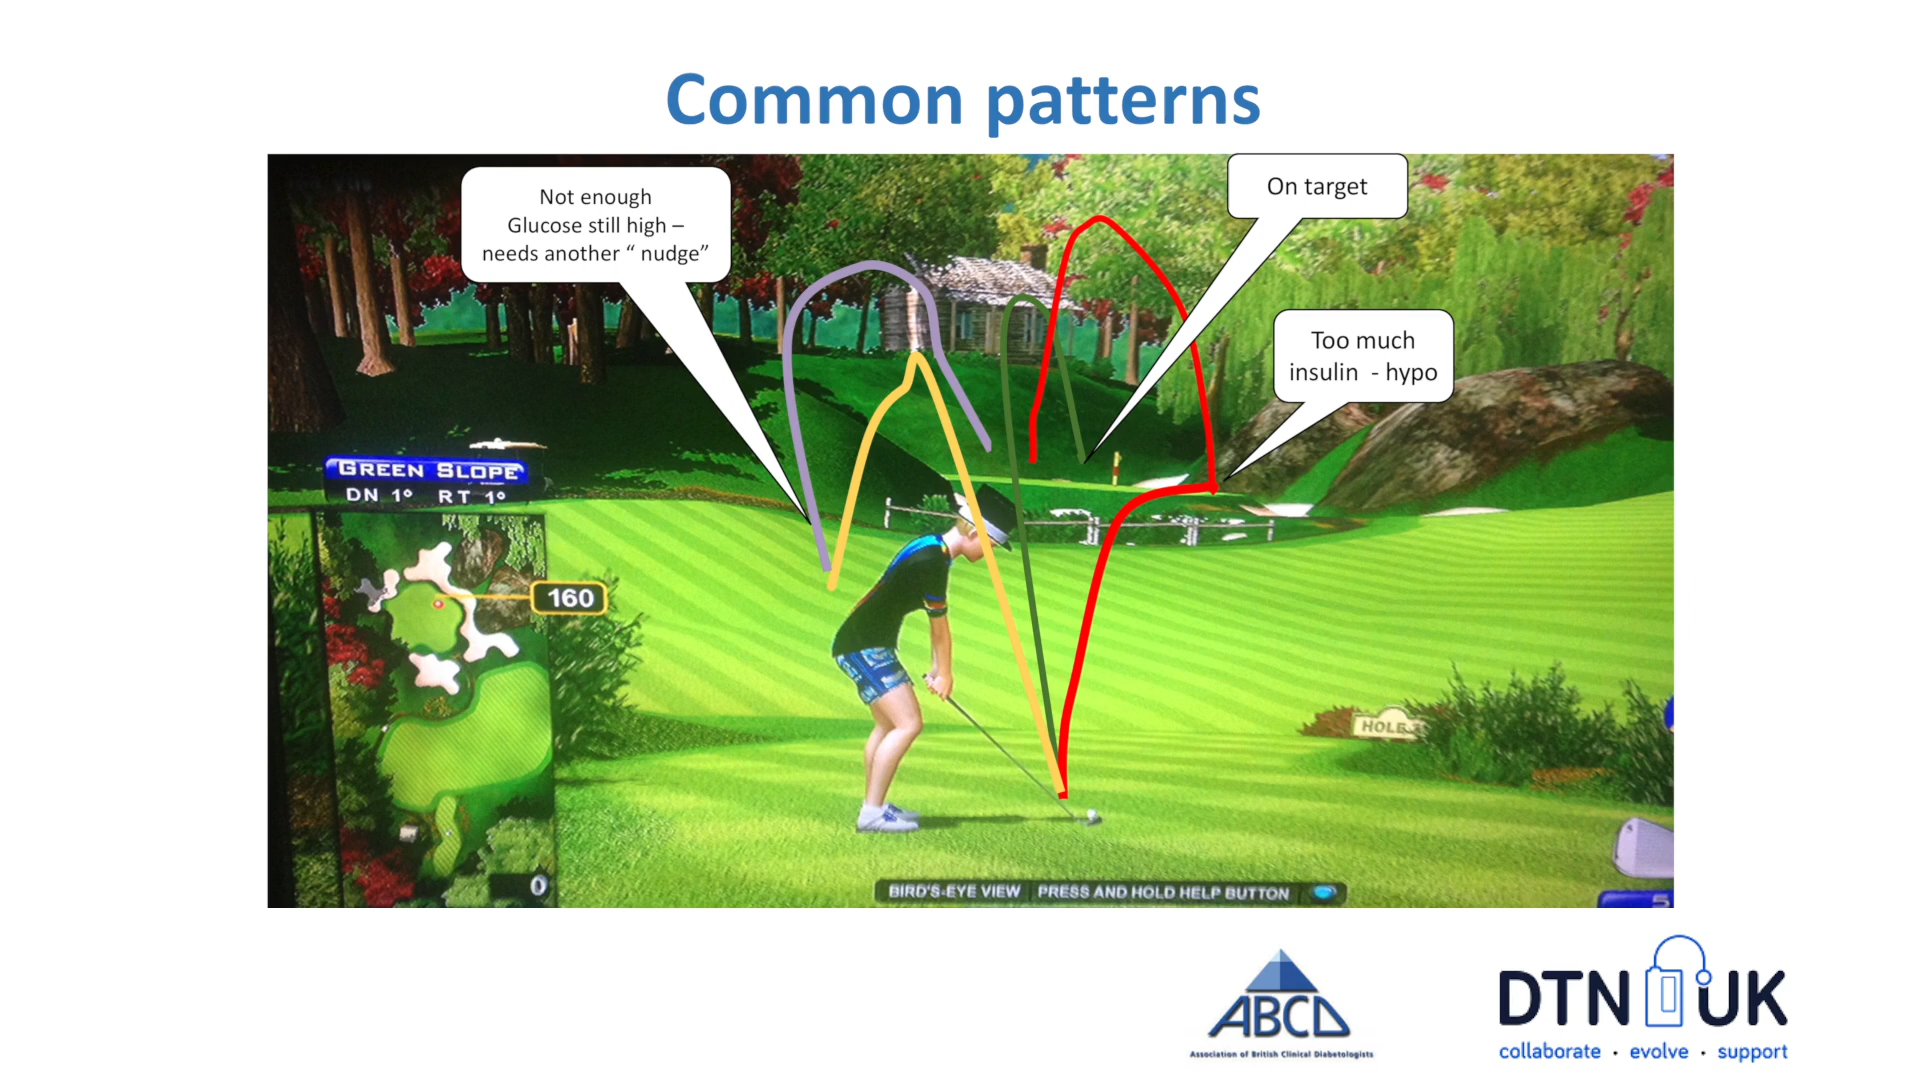 Common patterns
Not enough
Glucose still high –
needs another “ nudge”
On target
Too much
insulin - hypo
GREEN SLOPE
DN 1° RT 1°
160
HOLE
0
BIRD'S-EYE VIEW PRESS AND HOLD HELP BUTTON
5
ABCD
Association of British Clinical Diabetologists
DTN UK
collaborate · evolve · support